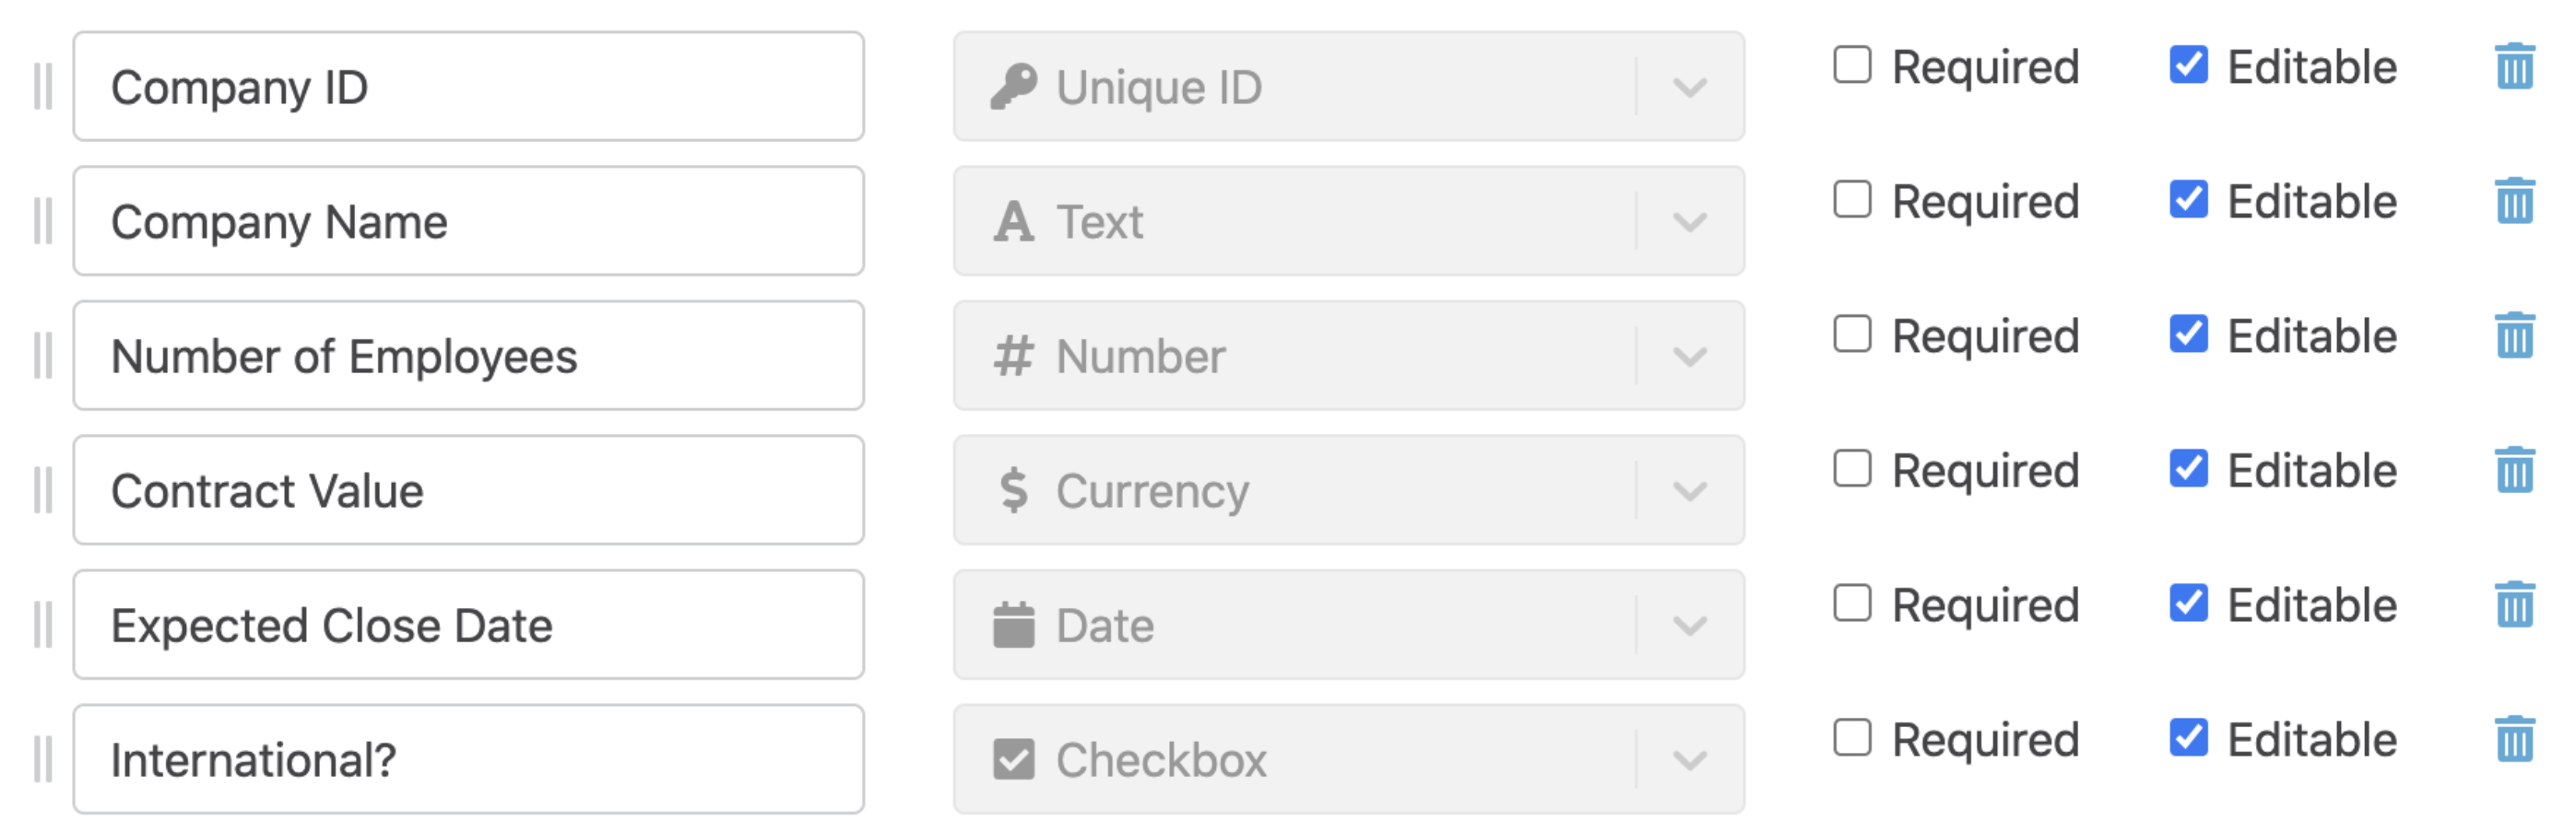 Company ID Unique ID Required Editable
Company Name Text Required Editable
Number of Employees Number Required Editable
Contract Value Currency Required Editable
Expected Close Date Date Required Editable
International? Checkbox Required Editable